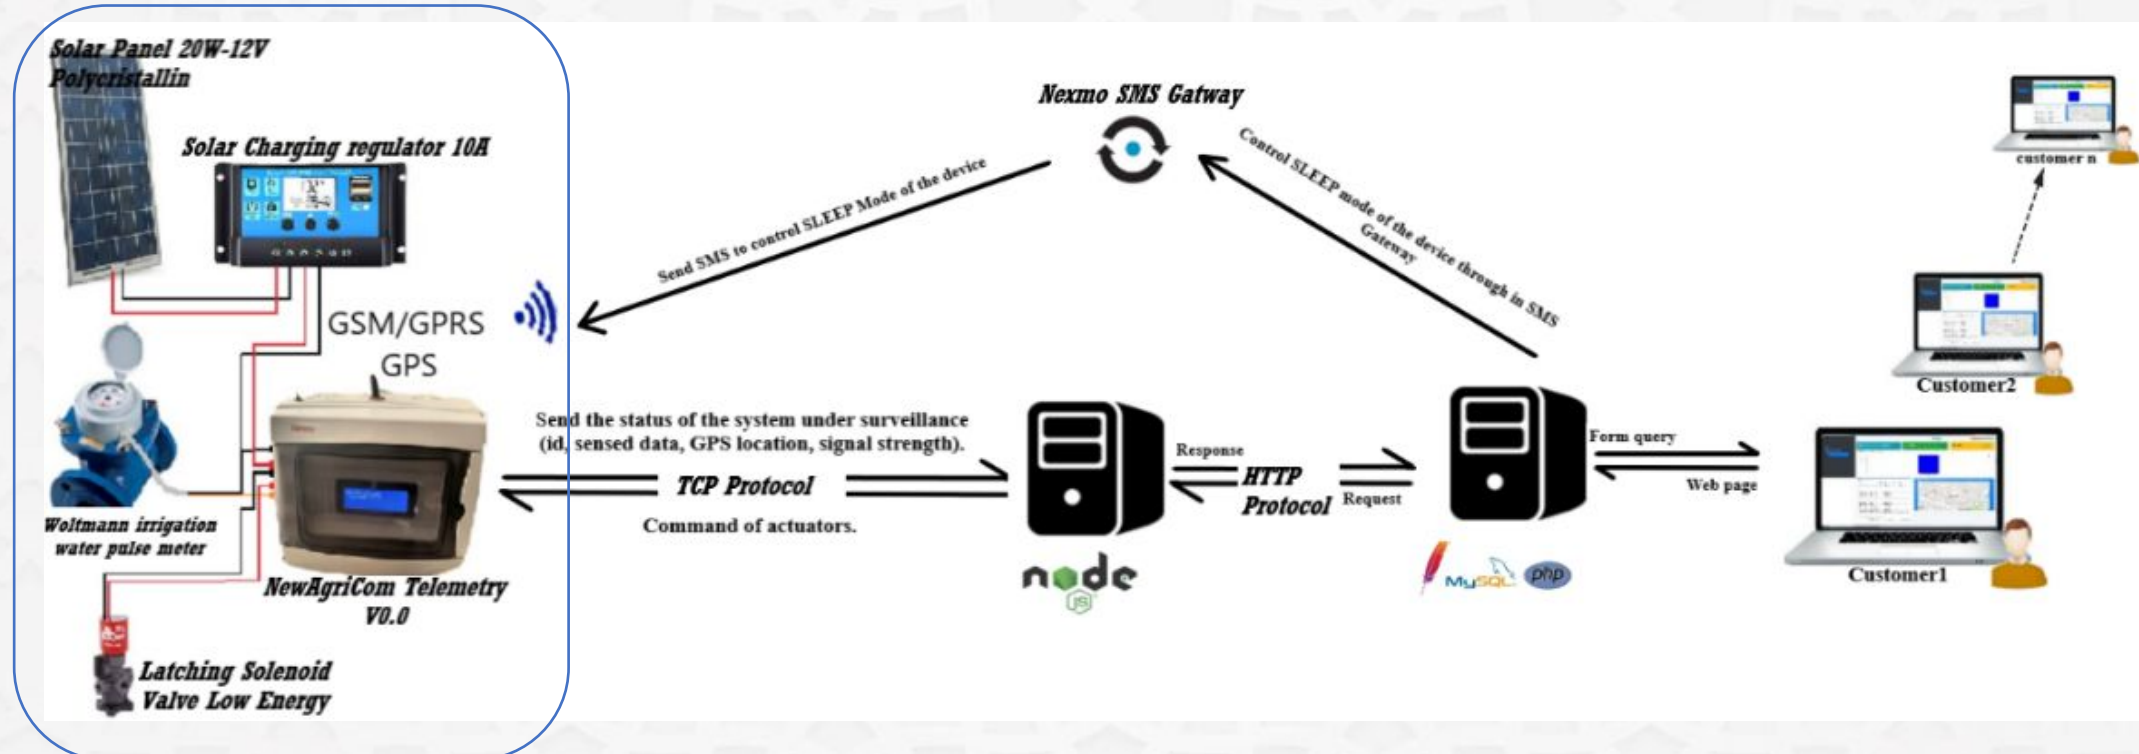 Solar Panel 20W-12V
Polycristallin
Solar Charging regulator 10A
GSM/GPRS
GPS
Woltmann irrigation
water pulse meter
NewAgriCom Telemetry
V0.0
Latching Solenoid
Valve Low Energy
Nexmo SMS Gatway
Send SMS to control SLEEP Mode of the device
Control SLEEP mode of the device through in SMS
Gateway
Send the status of the system under surveillance
(id, sensed data, GPS location, signal strength).
TCP Protocol
Command of actuators.
node
JS
Response
HTTP
Protocol
Request
MySQL
php
Form query
Web page
customer n
Customer2
Customer1